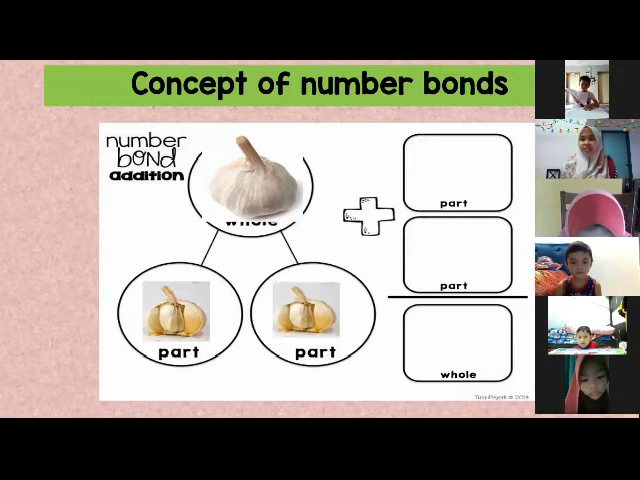 Concept of number bonds
number
bond
addition
whole
part
part
part
part
whole